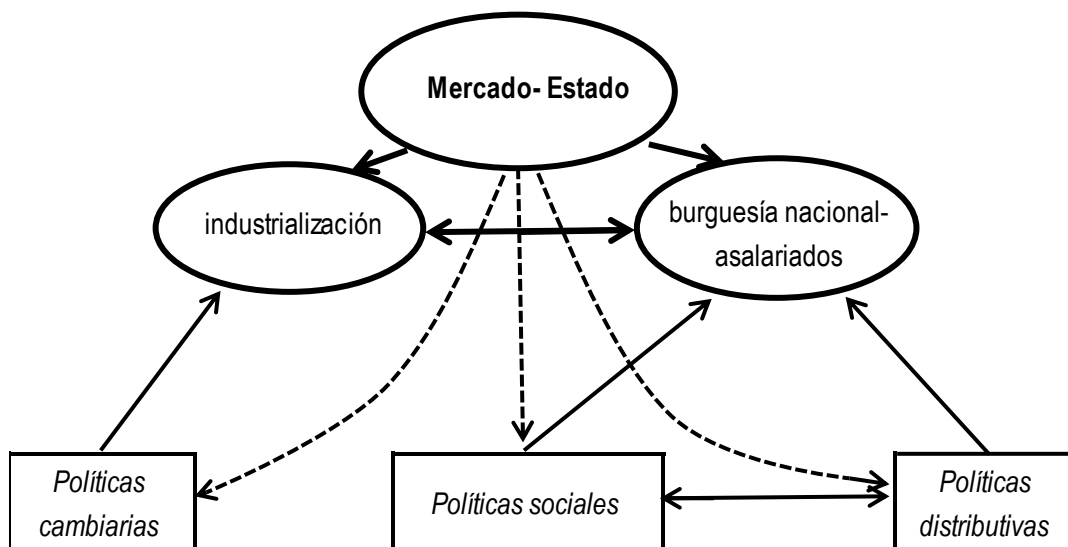 Mercado- Estado
industrialización
burguesía nacional-
asalariados
Políticas
cambiarias
Políticas sociales
Políticas
distributivas